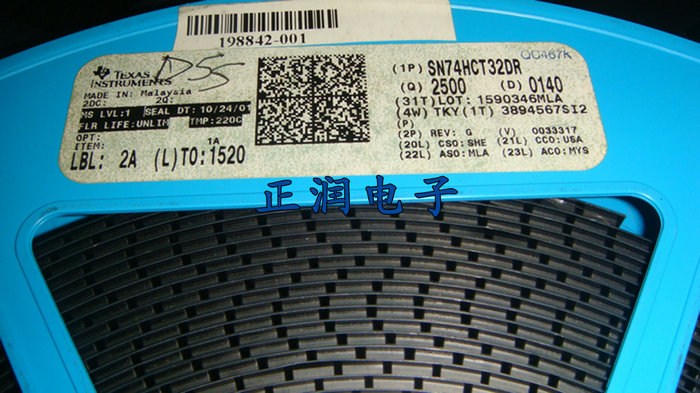 198842-001
TEXAS
INSTRUMENTS
MADE IN: Malaysia
2DC: 2Q:
MS LVL:1 SEAL DT: 10/24/01
FLR LIFE:UNLIM TMP:220C
OPT:
ITEM: 1A
LBL: 2A (L)TO:1520
D55
QC467K
(1P) SN74HCT32DR
(Q) 2500 (D) 0140
(31T)LOT: 1590346MLA
(4W) TKY(1T) 3894567SI2
(P)
(2P) REV: G (V) 0033317
(20L) CSO:SHE (21L) CCO:USA
(22L) ASO:MLA (23L) ACO:MYS
正润电子